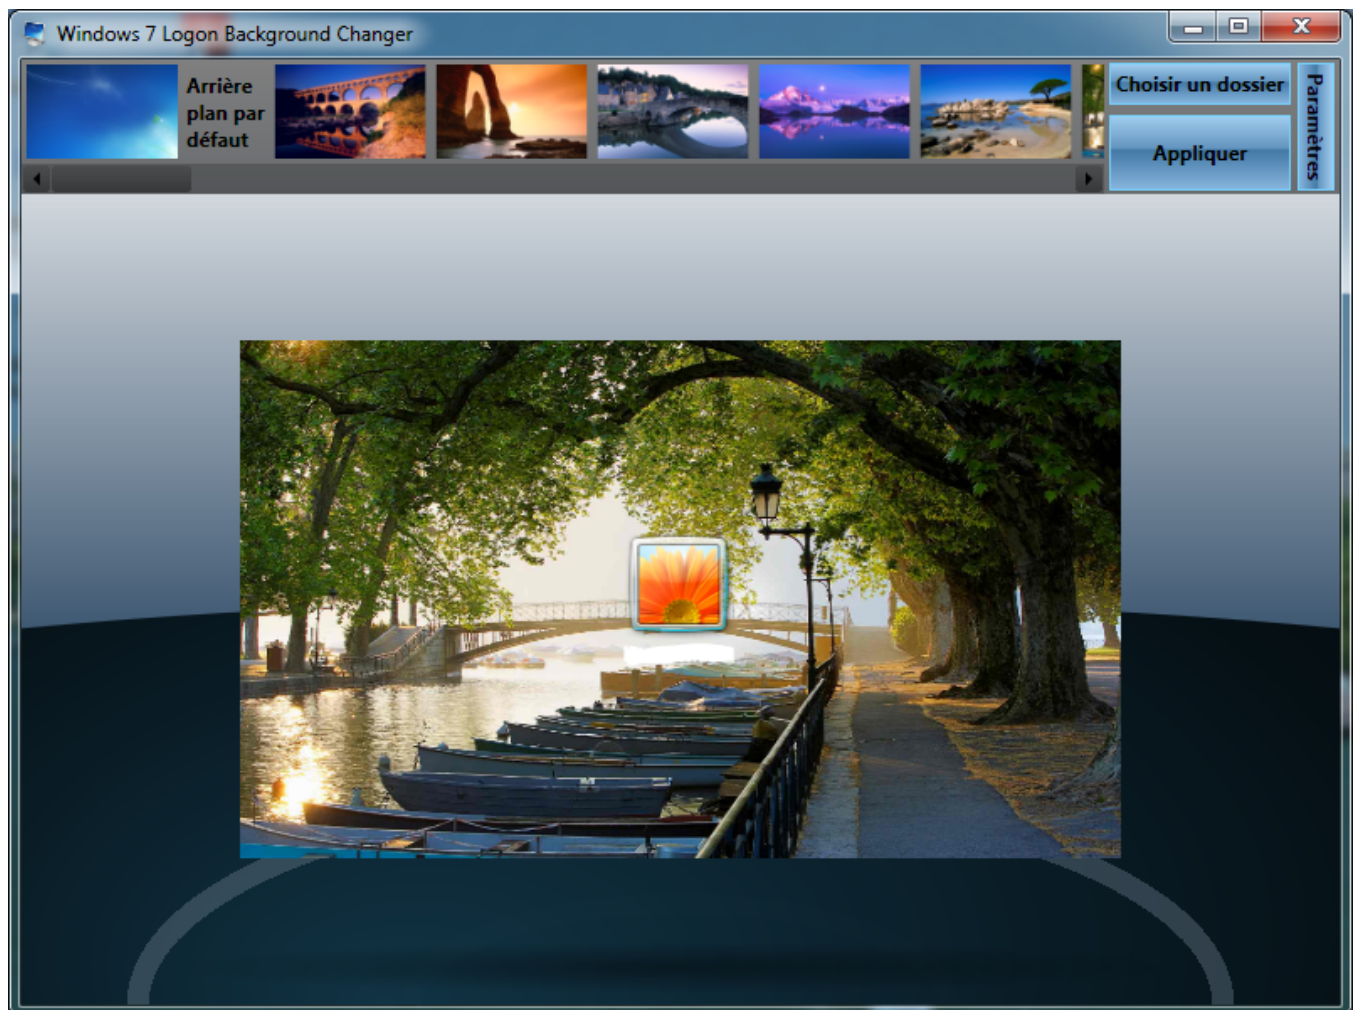 Windows 7 Logon Background Changer
Arrière
plan par
défaut
Choisir un dossier
Appliquer
Paramètres